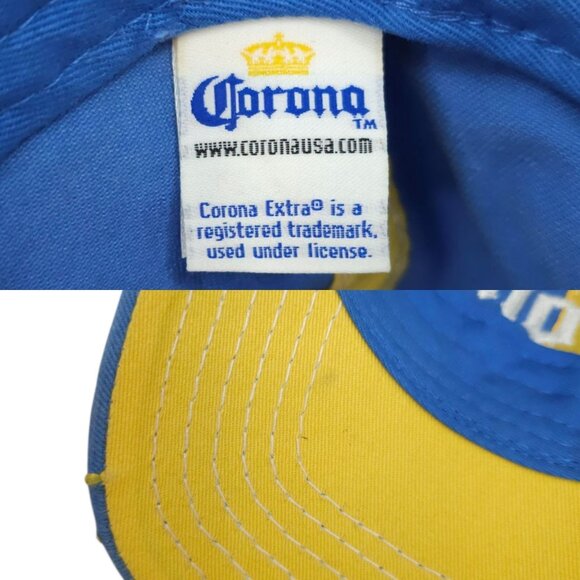 Corona
TM
www.coronausa.com
Corona Extra® is a
registered trademark,
used under license.